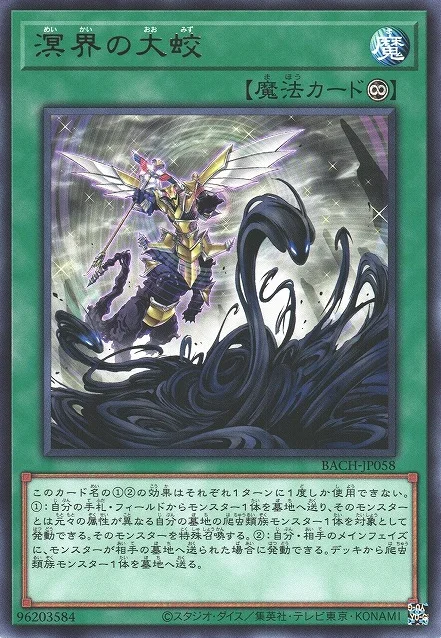 溟界の大蛟
めいかい おおみずち
魔
【魔法カード】
BACH-JP058
このカード名の①②の効果はそれぞれ1ターンに1度しか使用できない。
①:自分の手札・フィールドからモンスター1体を墓地へ送り、そのモンスター
とは元々の属性が異なる自分の墓地の爬虫類族モンスター1体を対象として
発動できる。そのモンスターを特殊召喚する。②:自分・相手のメインフェイズ
に、モンスターが相手の墓地へ送られた場合に発動できる。デッキから爬虫
類族モンスター1体を墓地へ送る。
96203584
©スタジオ・ダイス/集英社・テレビ東京・KONAMI